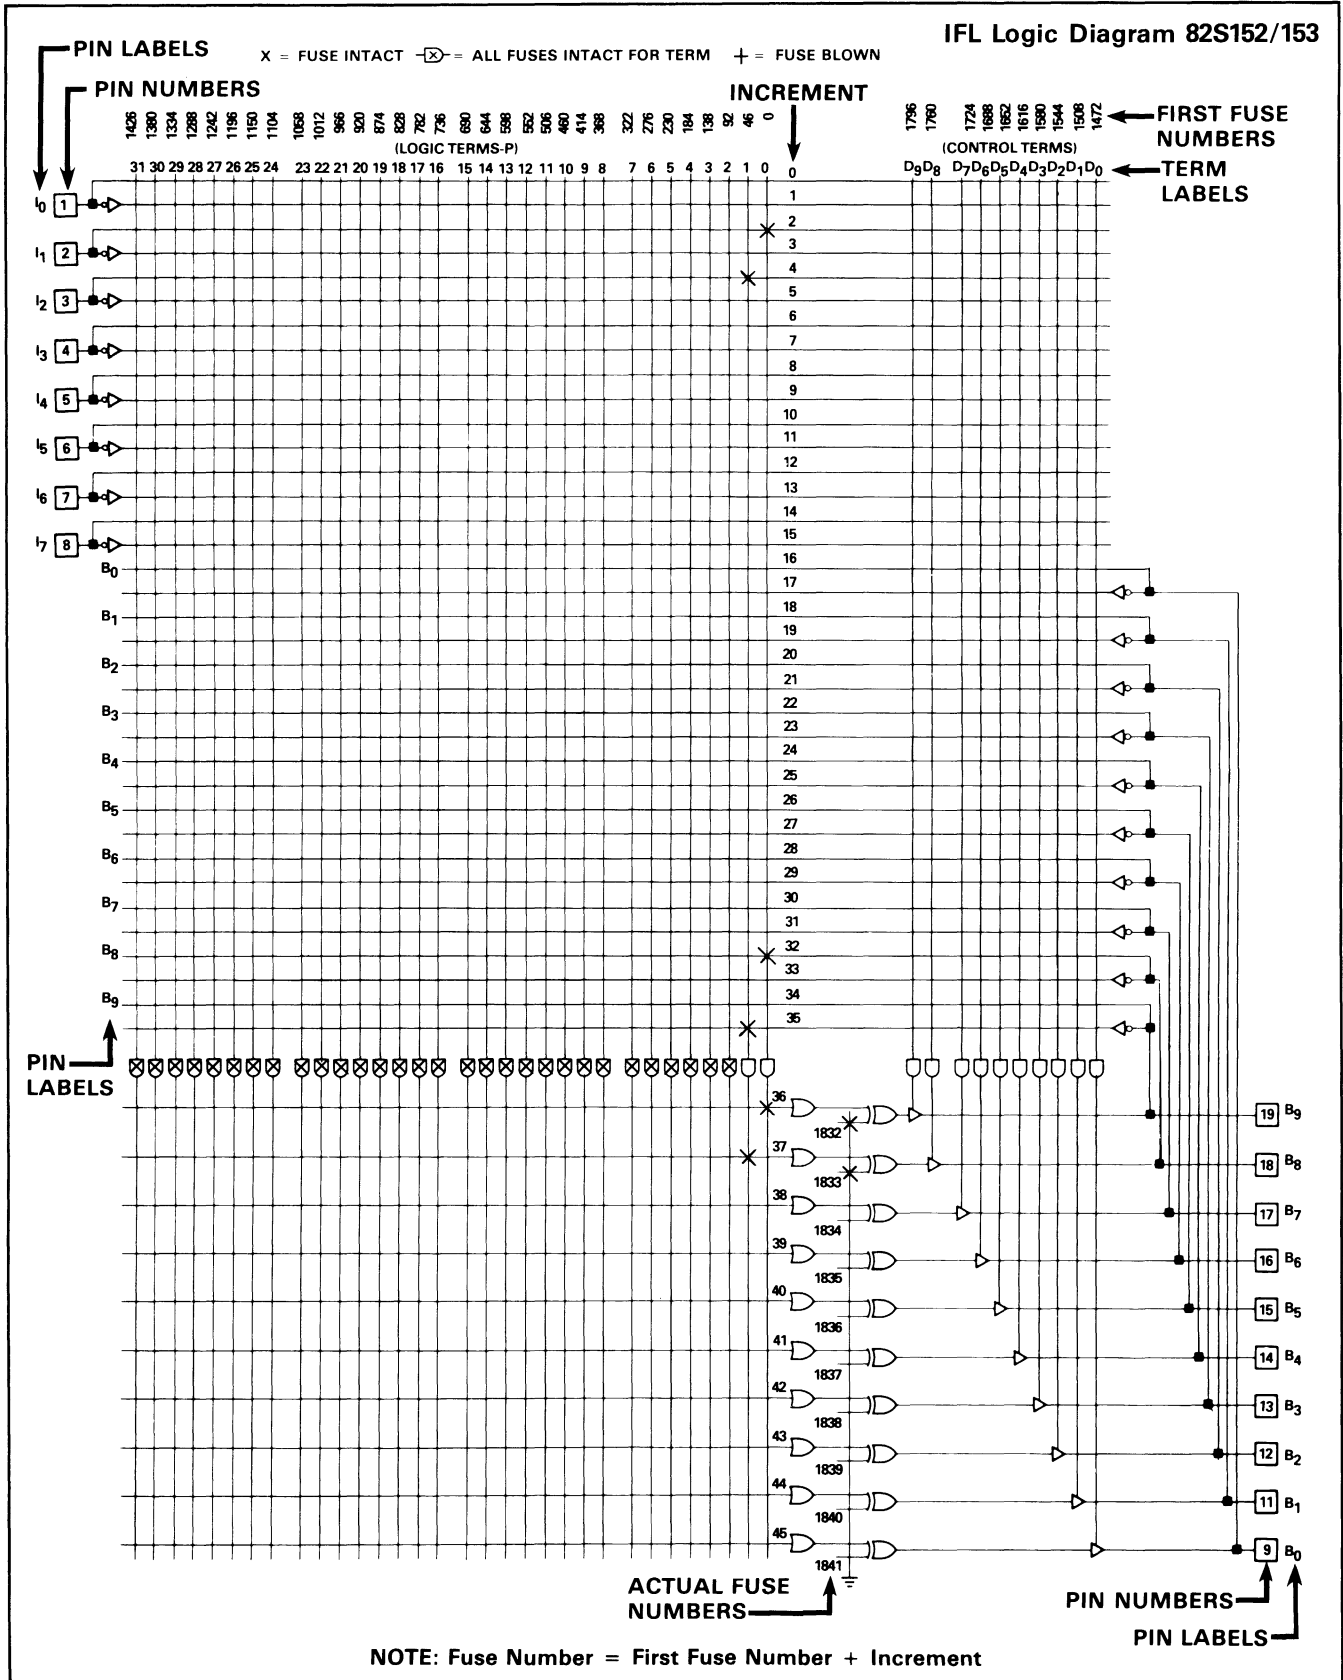 IFL Logic Diagram 82S152/153
PIN LABELS
X = FUSE INTACT -X- = ALL FUSES INTACT FOR TERM + = FUSE BLOWN
PIN NUMBERS
INCREMENT
1426 1380 1334 1288 1242 1196 1150 1104 1058 1012 966 920 874 828 782 736 690 644 598 552 506 460 414 368 322 276 230 184 138 92 46 0
1796 1760 1724 1688 1652 1616 1580 1544 1508 1472
FIRST FUSE
NUMBERS
(LOGIC TERMS-P)
(CONTROL TERMS)
31 30 29 28 27 26 25 24 23 22 21 20 19 18 17 16 15 14 13 12 11 10 9 8 7 6 5 4 3 2 1 0
0
D9 D8 D7 D6 D5 D4 D3 D2 D1 D0
TERM
LABELS
I0 1
1
2
I1 2
3
4
I2 3
5
6
I3 4
7
8
I4 5
9
10
I5 6
11
12
I6 7
13
14
I7 8
15
B0
16
17
B1
18
19
B2
20
21
B3
22
23
B4
24
25
B5
26
27
B6
28
29
B7
30
31
B8
32
33
B9
34
35
PIN
LABELS
36
1832
19 B9
37
1833
18 B8
38
1834
17 B7
39
1835
16 B6
40
1836
15 B5
41
1837
14 B4
42
1838
13 B3
43
1839
12 B2
44
1840
11 B1
45
1841
9 B0
ACTUAL FUSE
NUMBERS
PIN NUMBERS
PIN LABELS
NOTE: Fuse Number = First Fuse Number + Increment